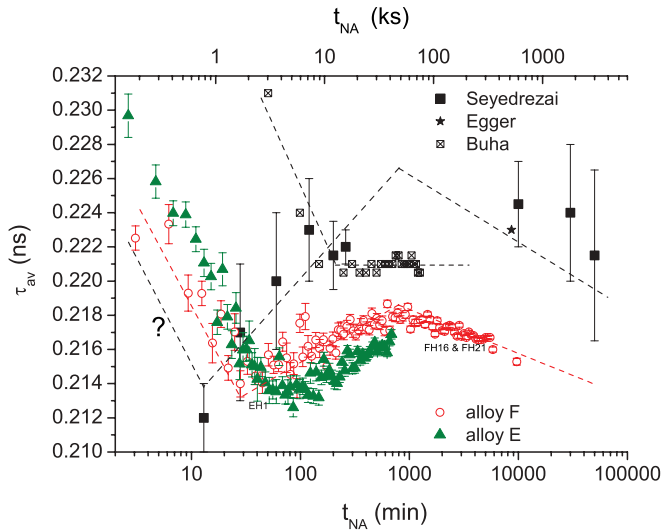 t_NA (ks)
1 10 100 1000
0.232
0.230
0.228
0.226
0.224
0.222
0.220
0.218
0.216
0.214
0.212
0.210
τ_av (ns)
Seyedrezai
Egger
Buha
?
EH1
FH16 & FH21
alloy F
alloy E
10 100 1000 10000 100000
t_NA (min)